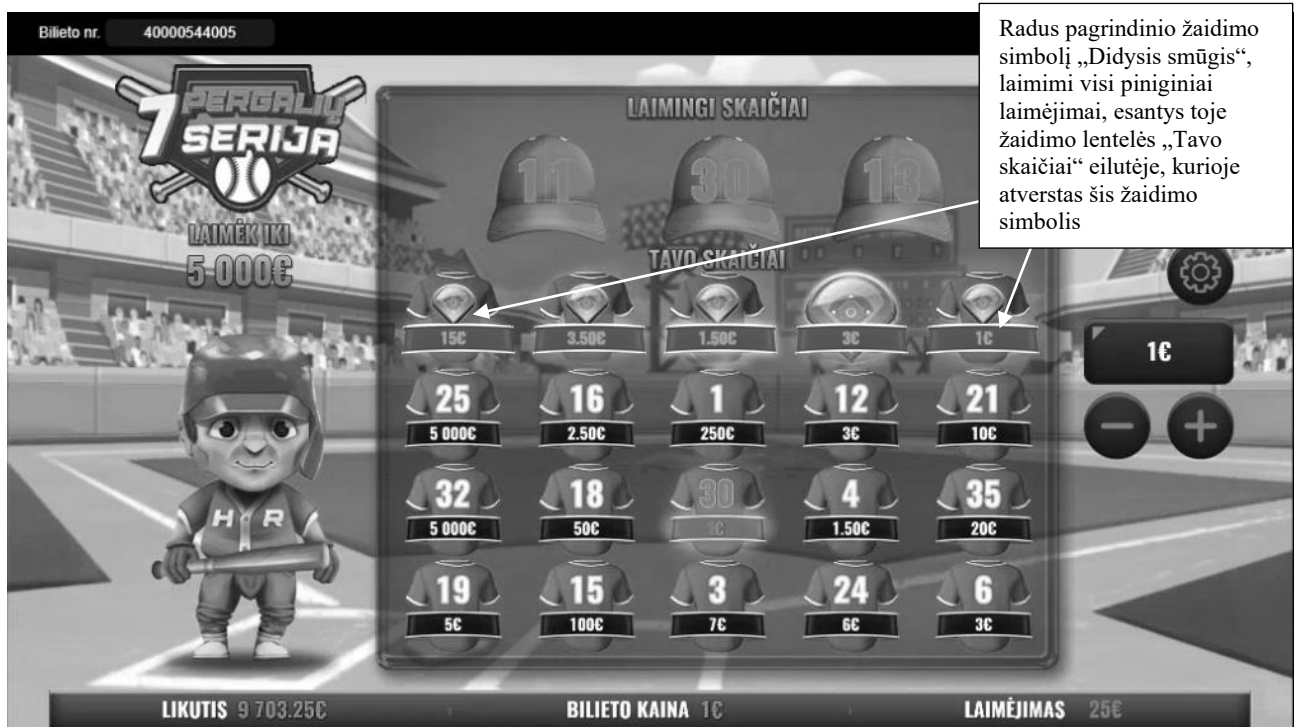 Bilieto nr. 40000544005
Radus pagrindinio žaidimo
simbolį „Didysis smūgis“,
laimimi visi piniginiai
laimėjimai, esantys toje
žaidimo lentelės „Tavo
skaičiai“ eilutėje, kurioje
atverstas šis žaidimo
simbolis
7 PERGALIŲ
SERIJA
LAIMĖK IKI
5 000€
LAIMINGI SKAIČIAI
11 30 13
TAVO SKAIČIAI
15€ 3.50€ 1.50€ 3€ 1€
25 16 1 12 21
5 000€ 2.50€ 250€ 3€ 10€
32 18 30 4 35
5 000€ 50€ 1€ 1.50€ 20€
19 15 3 24 6
5€ 100€ 7€ 6€ 3€
1€
H R
LIKUTIS 9 703.25€ BILIETO KAINA 1€ LAIMĖJIMAS 25€